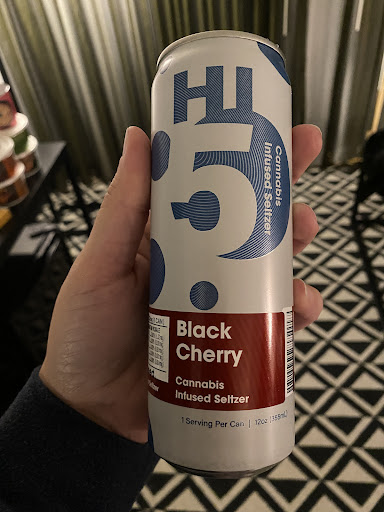 HI
5
Cannabis
Infused Seltzer
Black
Cherry
Cannabis
Infused Seltzer
1 Serving Per Can | 12oz (355mL)